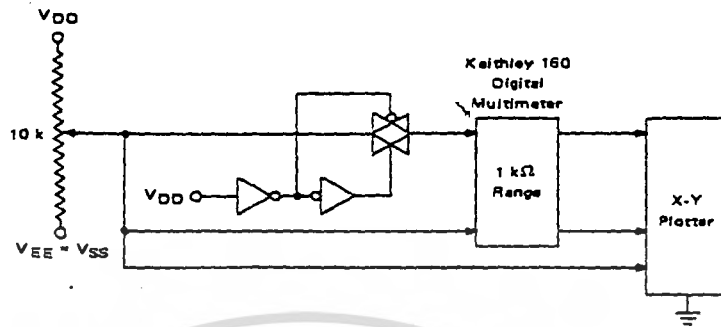 VDD
10 k
VEE = VSS
VDD
Keithley 160
Digital
Multimeter
1 kΩ
Range
X-Y
Plotter